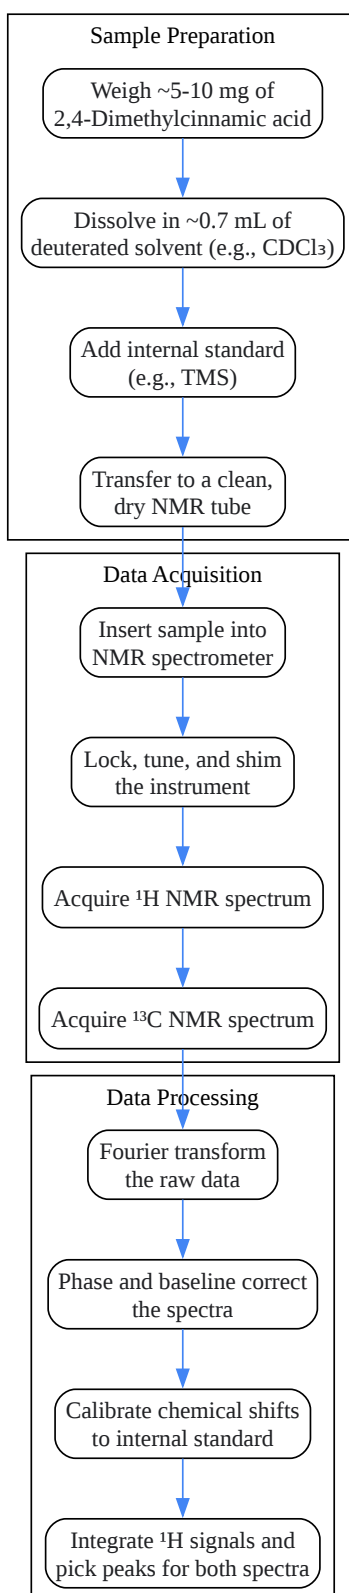 Sample Preparation
Weigh ~5-10 mg of
2,4-Dimethylcinnamic acid
Dissolve in ~0.7 mL of
deuterated solvent (e.g., CDCl₃)
Add internal standard
(e.g., TMS)
Transfer to a clean,
dry NMR tube
Data Acquisition
Insert sample into
NMR spectrometer
Lock, tune, and shim
the instrument
Acquire ¹H NMR spectrum
Acquire ¹³C NMR spectrum
Data Processing
Fourier transform
the raw data
Phase and baseline correct
the spectra
Calibrate chemical shifts
to internal standard
Integrate ¹H signals and
pick peaks for both spectra